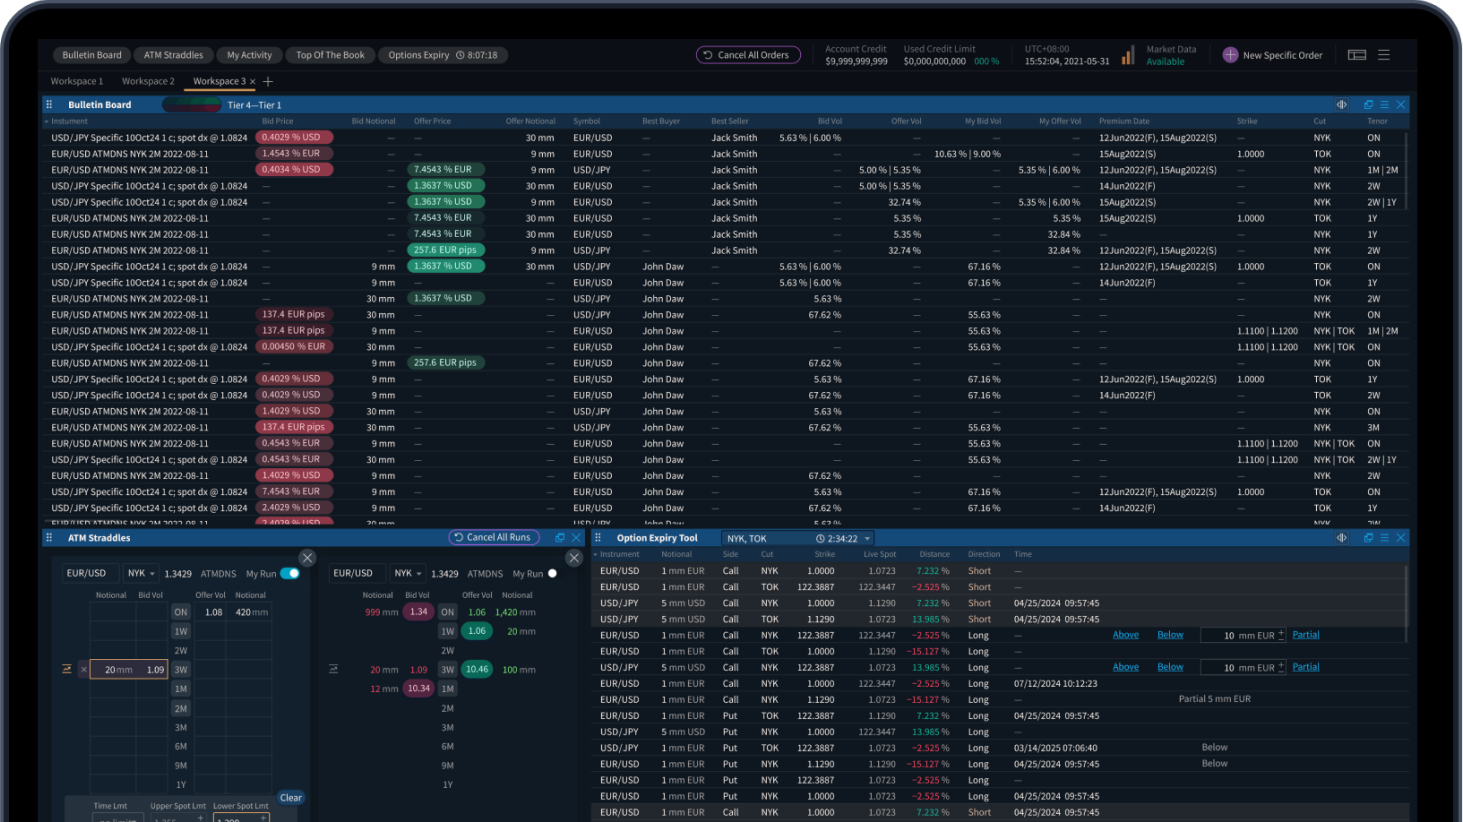 Bulletin Board ATM Straddles My Activity Top Of The Book Options Expiry 8:07:18 Cancel All Orders Account Credit Used Credit Limit UTC+08:00 Market Data New Specific Order
$9,999,999,999 $0,000,000,000 000 % 15:52:04, 2021-05-31 Available
Workspace 1 Workspace 2 Workspace 3 × +
Bulletin Board Tier 4—Tier 1
Instument Bid Price Bid Notional Offer Price Offer Notional Symbol Best Buyer Best Seller Bid Vol Offer Vol My Bid Vol My Offer Vol Premium Date Strike Cut Tenor
USD/JPY Specific 10Oct24 1 c; spot dx @ 1.0824 0.4029 % USD — — 30 mm EUR/USD — Jack Smith 5.63 % | 6.00 % — — — 12Jun2022(F), 15Aug2022(S) — NYK ON
EUR/USD ATMDNS NYK 2M 2022-08-11 1.4543 % EUR — — 9 mm EUR/USD — Jack Smith — — 10.63 % | 9.00 % — 15Aug2022(S) 1.0000 TOK ON
EUR/USD ATMDNS NYK 2M 2022-08-11 0.4034 % USD — 7.4543 % EUR 9 mm USD/JPY — Jack Smith — 5.00 % | 5.35 % — 5.35 % | 6.00 % 12Jun2022(F), 15Aug2022(S) — NYK 1M | 2M
USD/JPY Specific 10Oct24 1 c; spot dx @ 1.0824 — — 1.3637 % USD 30 mm EUR/USD — Jack Smith — 5.00 % | 5.35 % — — 14Jun2022(F) — NYK 2W
USD/JPY Specific 10Oct24 1 c; spot dx @ 1.0824 — — 1.3637 % USD 9 mm EUR/USD — Jack Smith — 32.74 % — 5.35 % | 6.00 % 15Aug2022(S) — NYK 2W | 1Y
EUR/USD ATMDNS NYK 2M 2022-08-11 — — 7.4543 % EUR 30 mm EUR/USD — Jack Smith — 5.35 % — 5.35 % 15Aug2022(S) 1.0000 TOK 1Y
EUR/USD ATMDNS NYK 2M 2022-08-11 — — 7.4543 % EUR 30 mm EUR/USD — Jack Smith — 5.35 % — 32.84 % — — NYK 1Y
EUR/USD ATMDNS NYK 2M 2022-08-11 — — 257.6 EUR pips 9 mm USD/JPY — Jack Smith — 32.74 % — 32.84 % 12Jun2022(F), 15Aug2022(S) — NYK 2W
USD/JPY Specific 10Oct24 1 c; spot dx @ 1.0824 — 9 mm 1.3637 % USD 30 mm USD/JPY John Daw — 5.63 % | 6.00 % — 67.16 % — 12Jun2022(F), 15Aug2022(S) 1.0000 TOK ON
USD/JPY Specific 10Oct24 1 c; spot dx @ 1.0824 — 9 mm — — EUR/USD John Daw — 5.63 % | 6.00 % — 67.16 % — 14Jun2022(F) — TOK 1Y
EUR/USD ATMDNS NYK 2M 2022-08-11 — 30 mm 1.3637 % USD — USD/JPY John Daw — 5.63 % — — — — — NYK 2W
EUR/USD ATMDNS NYK 2M 2022-08-11 137.4 EUR pips 30 mm — — USD/JPY John Daw — 67.62 % — 55.63 % — — — NYK ON
EUR/USD ATMDNS NYK 2M 2022-08-11 137.4 EUR pips 9 mm — — EUR/USD John Daw — — — 55.63 % — — 1.1100 | 1.1200 NYK | TOK 1M | 2M
USD/JPY Specific 10Oct24 1 c; spot dx @ 1.0824 0.00450 % EUR 30 mm — — EUR/USD John Daw — — — 55.63 % — — 1.1100 | 1.1200 NYK | TOK ON
EUR/USD ATMDNS NYK 2M 2022-08-11 — 9 mm 257.6 EUR pips — EUR/USD John Daw — 67.62 % — — — — — NYK ON
USD/JPY Specific 10Oct24 1 c; spot dx @ 1.0824 0.4029 % USD 9 mm — — EUR/USD John Daw — 5.63 % — 67.16 % — 12Jun2022(F), 15Aug2022(S) 1.0000 TOK 1Y
USD/JPY Specific 10Oct24 1 c; spot dx @ 1.0824 0.4029 % USD 9 mm — — EUR/USD John Daw — 67.62 % — 67.16 % — 14Jun2022(F) — TOK 2W
EUR/USD ATMDNS NYK 2M 2022-08-11 1.4029 % USD 30 mm — — USD/JPY John Daw — 5.63 % — — — — — NYK ON
EUR/USD ATMDNS NYK 2M 2022-08-11 137.4 EUR pips 30 mm — — USD/JPY John Daw — 67.62 % — 55.63 % — — — NYK 3M
EUR/USD ATMDNS NYK 2M 2022-08-11 0.4543 % EUR 9 mm — — EUR/USD John Daw — — — 55.63 % — — 1.1100 | 1.1200 NYK | TOK ON
USD/JPY Specific 10Oct24 1 c; spot dx @ 1.0824 0.4543 % EUR 30 mm — — EUR/USD John Daw — — — 55.63 % — — 1.1100 | 1.1200 NYK | TOK 2W | 1Y
EUR/USD ATMDNS NYK 2M 2022-08-11 1.4029 % USD 9 mm — — EUR/USD John Daw — 67.62 % — — — — — NYK 2W
USD/JPY Specific 10Oct24 1 c; spot dx @ 1.0824 7.4543 % EUR 9 mm — — EUR/USD John Daw — 5.63 % — 67.16 % — 12Jun2022(F), 15Aug2022(S) 1.0000 TOK ON
USD/JPY Specific 10Oct24 1 c; spot dx @ 1.0824 2.4029 % USD 9 mm — — EUR/USD John Daw — 67.62 % — 67.16 % — 14Jun2022(F) — TOK 1Y
EUR/USD ATMDNS NYK 2M 2022-08-11 2.4029 % USD 30 mm USD/JPY John Daw 5.63 % NYK 2W
ATM Straddles Cancel All Runs
EUR/USD NYK 1.3429 ATMDNS My Run
Notional Bid Vol Offer Vol Notional
ON 1.08 420 mm
1W
2W
× 20 mm 1.09 3W
1M
2M
3M
6M
9M
1Y
Clear
Time Lmt Upper Spot Lmt Lower Spot Lmt
EUR/USD NYK 1.3429 ATMDNS My Run
Notional Bid Vol Offer Vol Notional
999 mm 1.34 ON 1.06 1,420 mm
1W 1.06 20 mm
2W
20 mm 1.09 3W 10.46 100 mm
12 mm 10.34 1M
2M
3M
6M
9M
1Y
Option Expiry Tool NYK, TOK 2:34:22
Instrument Notional Side Cut Strike Live Spot Distance Direction Time
EUR/USD 1 mm EUR Call NYK 1.0000 1.0723 7.232 % Short —
EUR/USD 1 mm EUR Call TOK 122.3887 122.3447 −2.525 % Short —
USD/JPY 5 mm USD Call NYK 1.0000 1.1290 7.232 % Short 04/25/2024 09:57:45
USD/JPY 5 mm USD Call TOK 1.1290 1.0723 13.985 % Short 04/25/2024 09:57:45
EUR/USD 1 mm EUR Call NYK 122.3887 122.3447 −2.525 % Long — Above Below 10 mm EUR Partial
EUR/USD 1 mm EUR Call TOK 1.0000 1.0723 −15.127 % Long —
USD/JPY 5 mm USD Call NYK 122.3887 1.0723 13.985 % Long — Above Below 10 mm EUR Partial
EUR/USD 1 mm EUR Call NYK 1.0000 122.3447 −2.525 % Long 07/12/2024 10:12:23
EUR/USD 1 mm EUR Call NYK 1.1290 1.0723 −15.127 % Long — Partial 5 mm EUR
EUR/USD 1 mm EUR Put TOK 122.3887 1.1290 7.232 % Long 04/25/2024 09:57:45
USD/JPY 5 mm USD Put NYK 1.0000 122.3447 13.985 % Long —
USD/JPY 1 mm EUR Put TOK 122.3887 1.0723 −2.525 % Long 03/14/2025 07:06:40 Below
EUR/USD 1 mm EUR Put NYK 1.1290 1.0723 −15.127 % Long 04/25/2024 09:57:45 Below
EUR/USD 1 mm EUR Put NYK 122.3887 1.0723 −2.525 % Long —
EUR/USD 1 mm EUR Put NYK 1.0000 1.0723 −2.525 % Long 04/25/2024 09:57:45
EUR/USD 1 mm EUR Call NYK 1.0000 1.0723 7.232 % Short 04/25/2024 09:57:45